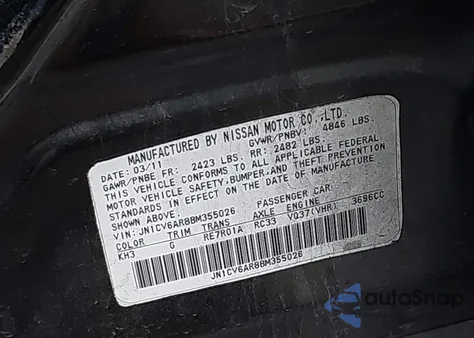 MANUFACTURED BY NISSAN MOTOR CO.,LTD.
DATE: 03/11 GVWR/PNBV: 4846 LBS.
GAWR/PNBE FR: 2423 LBS. RR: 2482 LBS.
THIS VEHICLE CONFORMS TO ALL APPLICABLE FEDERAL
MOTOR VEHICLE SAFETY,BUMPER,AND THEFT PREVENTION
STANDARDS IN EFFECT ON THE DATE OF MANUFACTURE
SHOWN ABOVE.
VIN: JN1CV6AR8BM355026 PASSENGER CAR
COLOR TRIM TRANS AXLE ENGINE 3696CC
KH3 G RE7R01A RC33 VQ37(VHR)
JN1CV6AR8BM355026
autoSnap